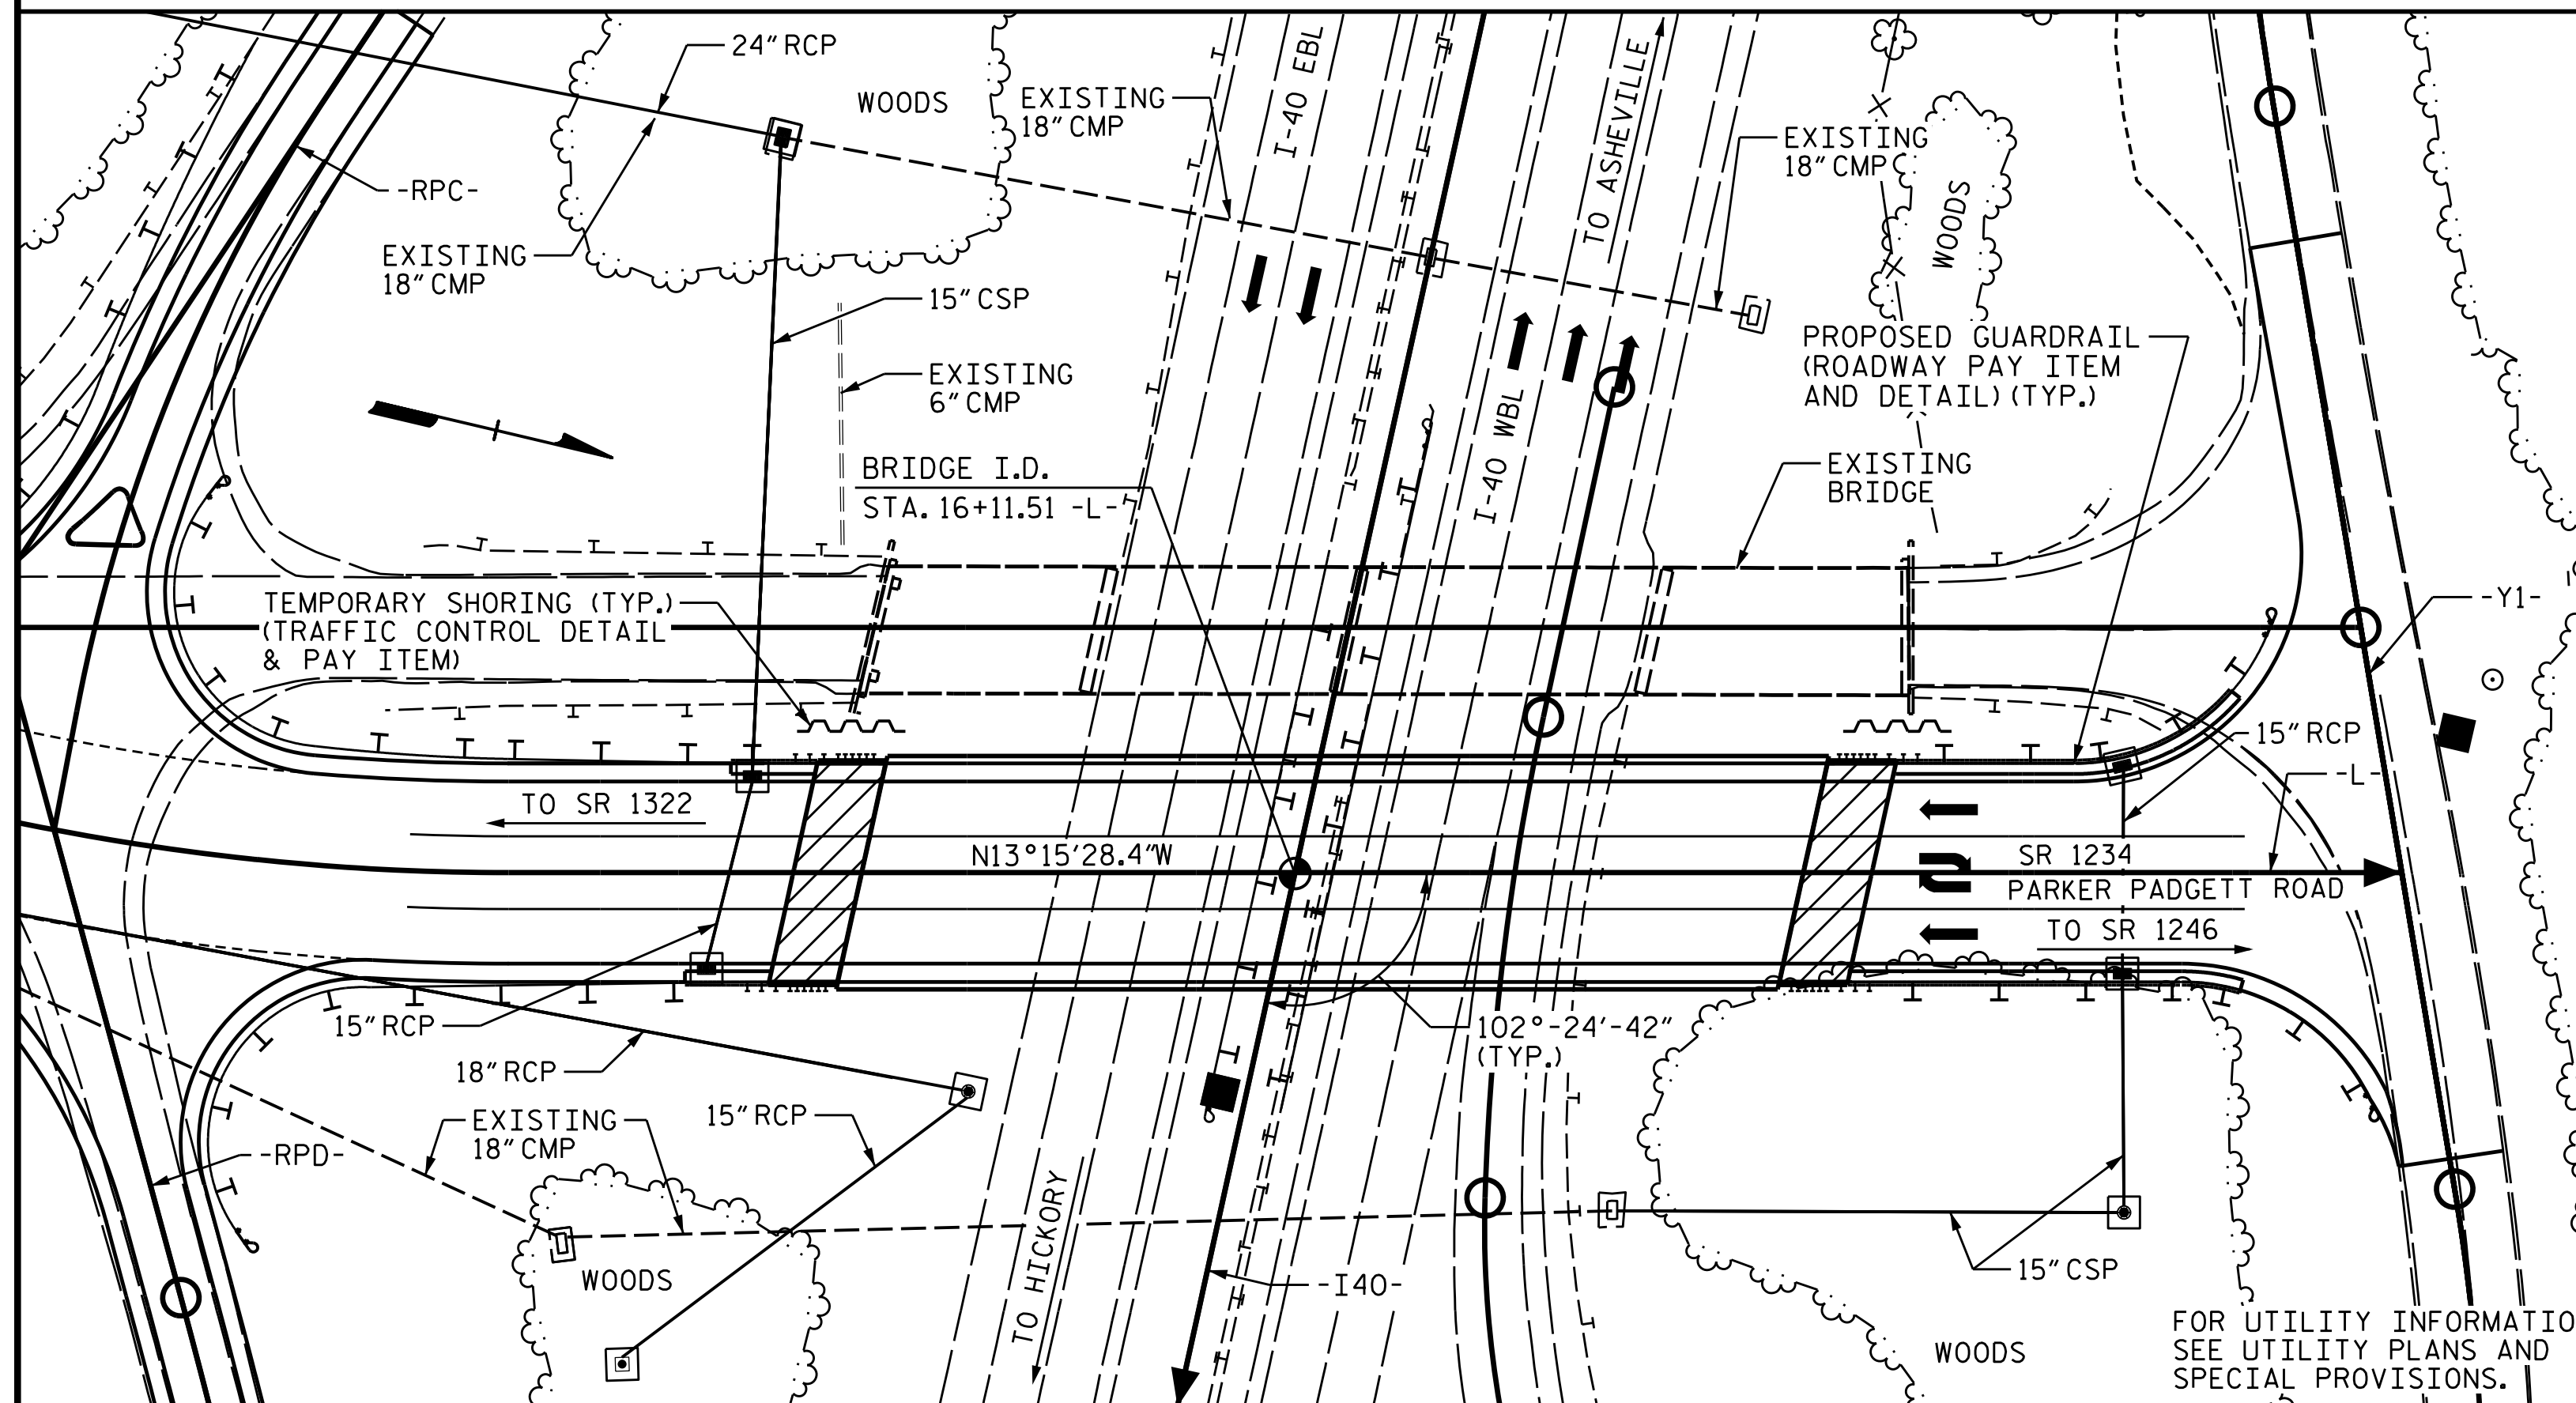 24" RCP
WOODS
EXISTING
18" CMP
I-40 EBL
TO ASHEVILLE
EXISTING
18" CMP
WOODS
-RPC-
EXISTING
18" CMP
15" CSP
EXISTING
6" CMP
PROPOSED GUARDRAIL
(ROADWAY PAY ITEM
AND DETAIL) (TYP.)
I-40 WBL
BRIDGE I.D.
STA. 16+11.51 -L-
EXISTING
BRIDGE
TEMPORARY SHORING (TYP.)
(TRAFFIC CONTROL DETAIL
& PAY ITEM)
-Y1-
15" RCP
-L-
TO SR 1322
N13°15'28.4"W
SR 1234
PARKER PADGETT ROAD
TO SR 1246
15" RCP
102°-24'-42"
(TYP.)
18" RCP
EXISTING
18" CMP
15" RCP
-RPD-
TO HICKORY
WOODS
-I40-
15" CSP
WOODS
FOR UTILITY INFORMATIO
SEE UTILITY PLANS AND
SPECIAL PROVISIONS.